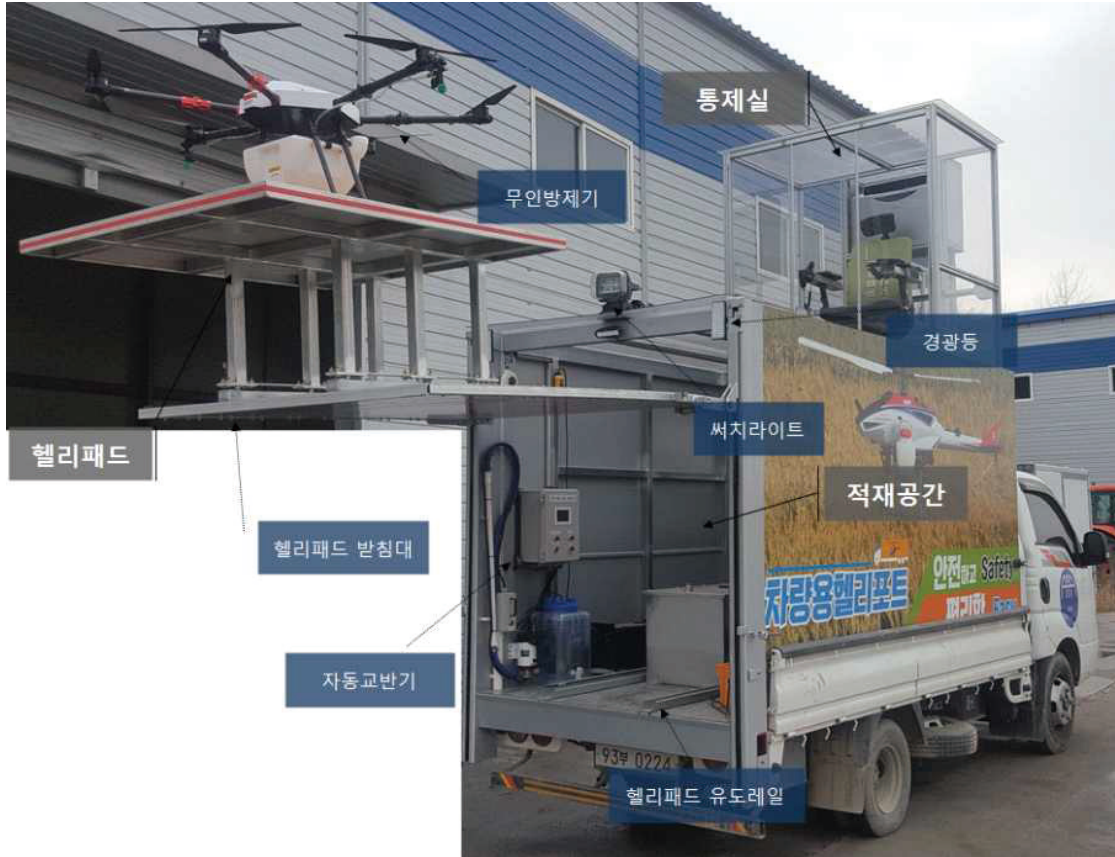 통제실
무인방제기
경광등
써치라이트
헬리패드
적재공간
헬리패드 받침대
안전하고 Safety
차량용헬리포트
편리한
자동교반기
93부 0224
헬리패드 유도레일